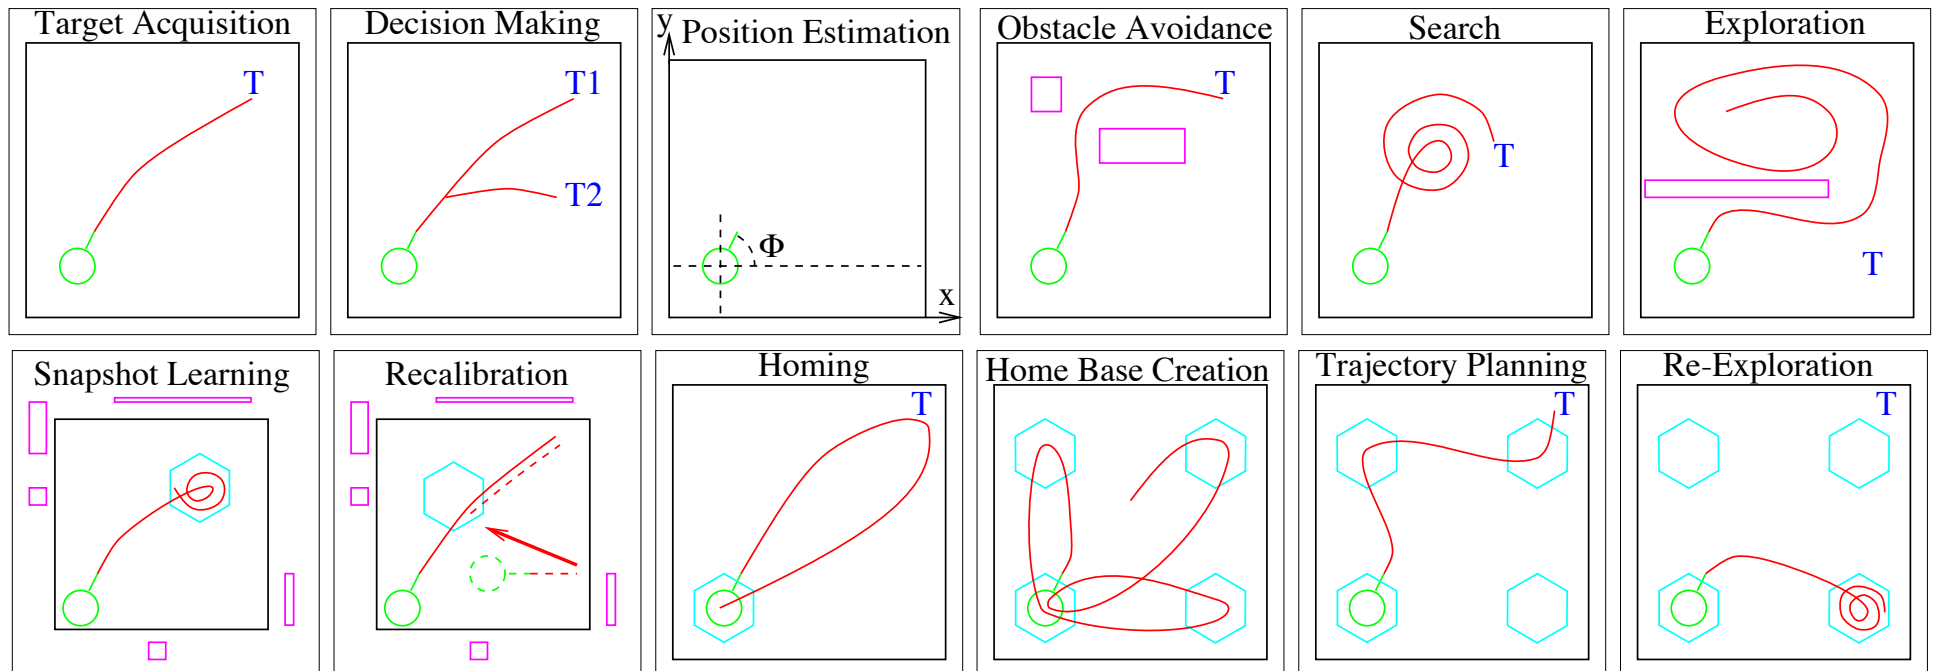 Target Acquisition
T
Decision Making
T1
T2
y
Position Estimation
Φ
x
Obstacle Avoidance
T
Search
T
Exploration
T
Snapshot Learning
Recalibration
Homing
T
Home Base Creation
Trajectory Planning
T
Re-Exploration
T